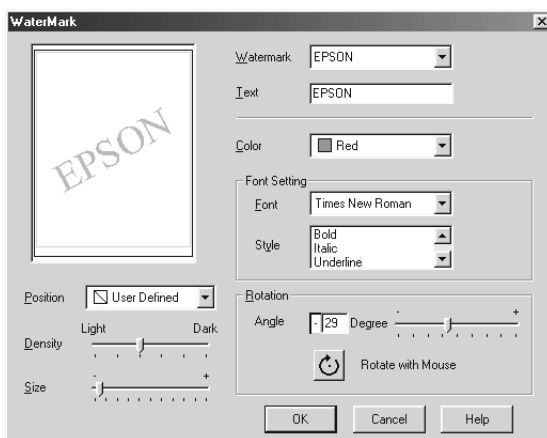 WaterMark
EPSON
Watermark EPSON
Text EPSON
Color Red
Font Setting
Font Times New Roman
Style Bold
Italic
Underline
Position User Defined
Light Dark
Density
- +
Size
Rotation
- +
Angle - 29 Degree
Rotate with Mouse
OK Cancel Help